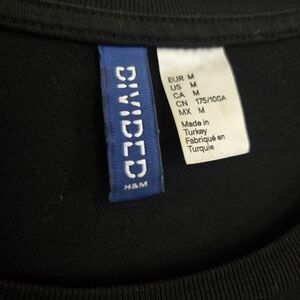 DIVIDED
H&M
EUR M
US M
CA M
CN 175/100A
MX M
Made in
Turkey
Fabriqué en
Turquie